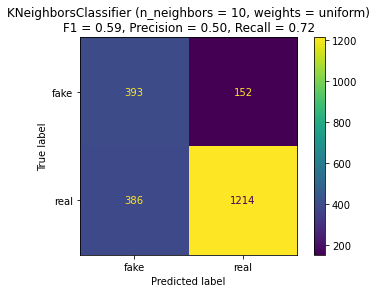 KNeighborsClassifier (n_neighbors = 10, weights = uniform)
F1 = 0.59, Precision = 0.50, Recall = 0.72
fake
393
152
real
386
1214
fake
real
Predicted label
True label
1200
1000
800
600
400
200